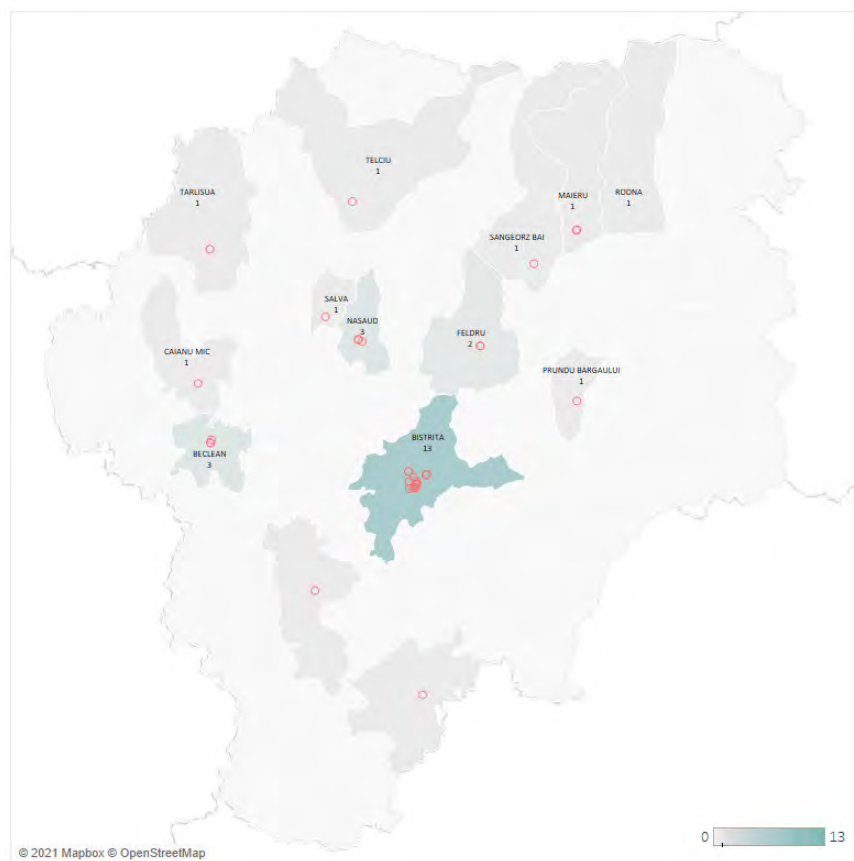 TELCIU
1
TARLISUA
1
MAIERU
1
RODNA
1
SANGEORZ BAI
1
SALVA
1
NASAUD
3
FELDRU
2
CAIANU MIC
1
PRUNDU BARGAULUI
1
BISTRITA
13
BECLEAN
3
0
13
© 2021 Mapbox © OpenStreetMap